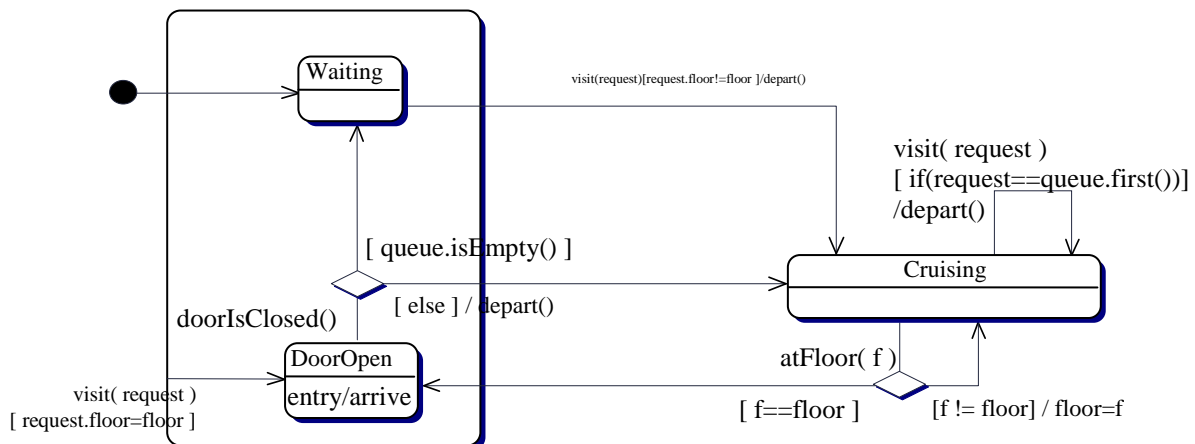 Waiting
visit(request)[request.floor!=floor ]/depart()
visit( request )
[ if(request==queue.first())]
/depart()
[ queue.isEmpty() ]
Cruising
[ else ] / depart()
doorIsClosed()
DoorOpen
entry/arrive
atFloor( f )
visit( request )
[ request.floor=floor ]
[ f==floor ]
[f != floor] / floor=f